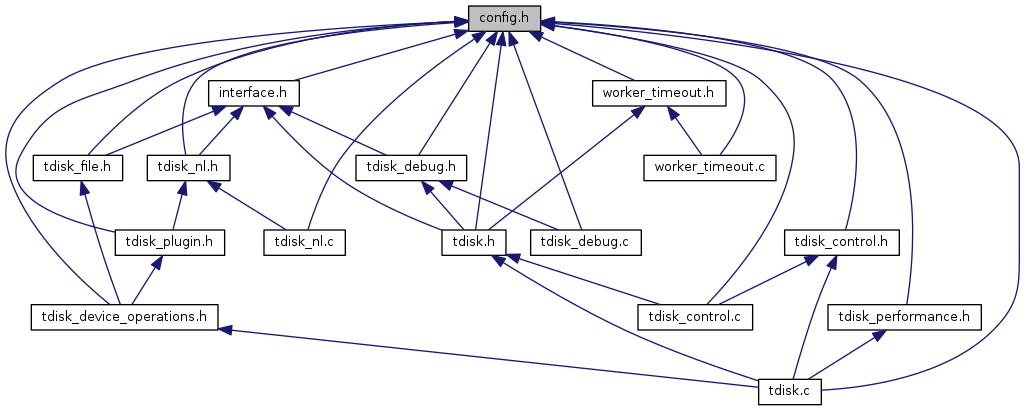 config.h
interface.h
worker_timeout.h
tdisk_file.h
tdisk_nl.h
tdisk_debug.h
worker_timeout.c
tdisk_plugin.h
tdisk_nl.c
tdisk.h
tdisk_debug.c
tdisk_control.h
tdisk_device_operations.h
tdisk_control.c
tdisk_performance.h
tdisk.c